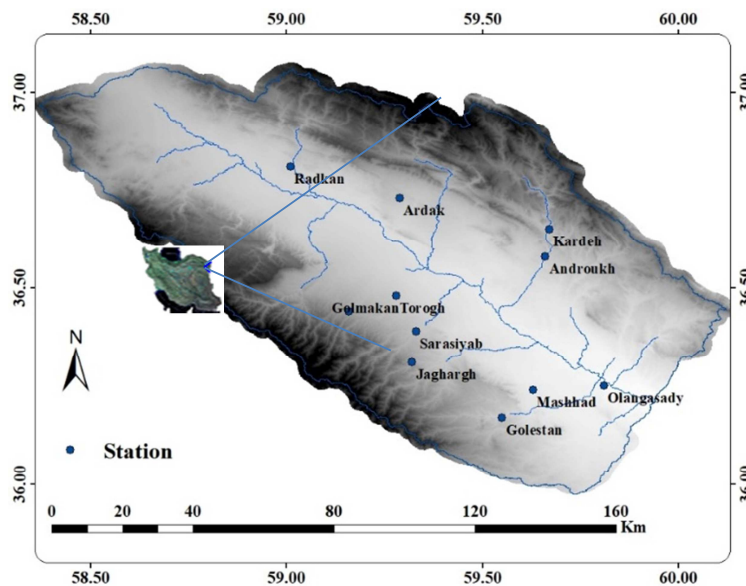 58.50 59.00 59.50 60.00
37.00 37.00
Radkan
Ardak
Kardeh
Androukh
36.50 36.50
Golmakan Torogh
N
Sarasiyab
Jaghargh
Olangasady
Mashhad
Golestan
Station
36.00 36.00
0 20 40 80 120 160
Km
58.50 59.00 59.50 60.00